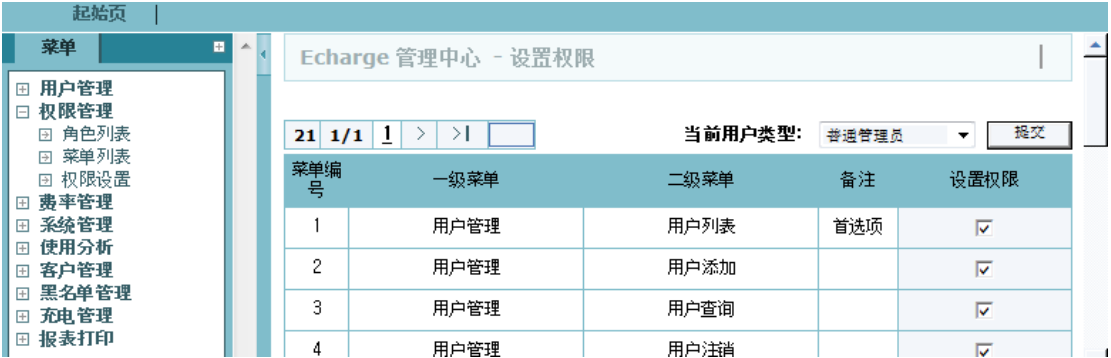 起始页
菜单
用户管理
权限管理
角色列表
菜单列表
权限设置
费率管理
系统管理
使用分析
客户管理
黑名单管理
充电管理
报表打印
Echarge 管理中心 - 设置权限
21 1/1 1 > >|
当前用户类型: 普通管理员 提交
菜单编号 一级菜单 二级菜单 备注 设置权限
1 用户管理 用户列表 首选项
2 用户管理 用户添加
3 用户管理 用户查询
4 用户管理 用户注销